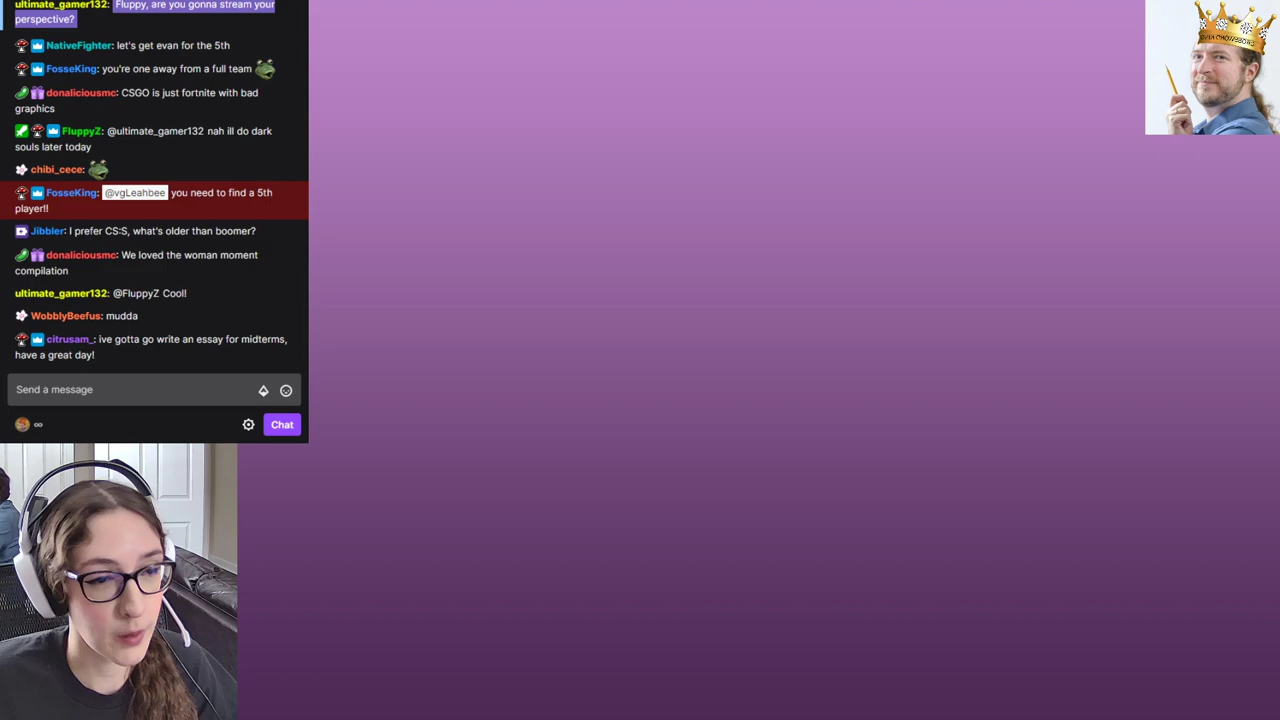 ultimate_gamer132: Fluppy, are you gonna stream your
perspective?
NativeFighter: let's get evan for the 5th
FosseKing: you're one away from a full team
donaliciousmc: CSGO is just fortnite with bad
graphics
FluppyZ: @ultimate_gamer132 nah ill do dark
souls later today
chibi_cece:
FosseKing: @vgLeahbee you need to find a 5th
player!!
Jibbler: I prefer CS:S, what's older than boomer?
donaliciousmc: We loved the woman moment
compilation
ultimate_gamer132: @FluppyZ Cool!
WobblyBeefus: mudda
citrusam_: ive gotta go write an essay for midterms,
have a great day!
Send a message
∞
Chat